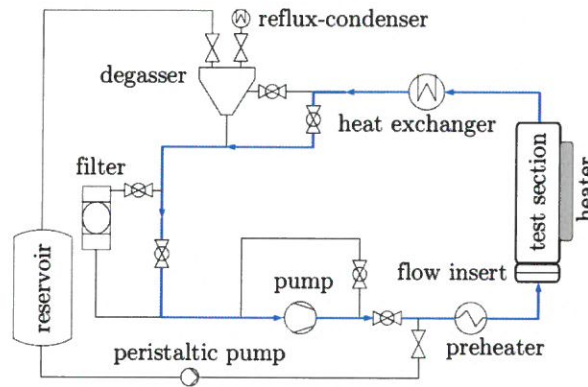 reflux-condenser
degasser
heat exchanger
filter
test section
heater
reservoir
pump
flow insert
peristaltic pump
preheater